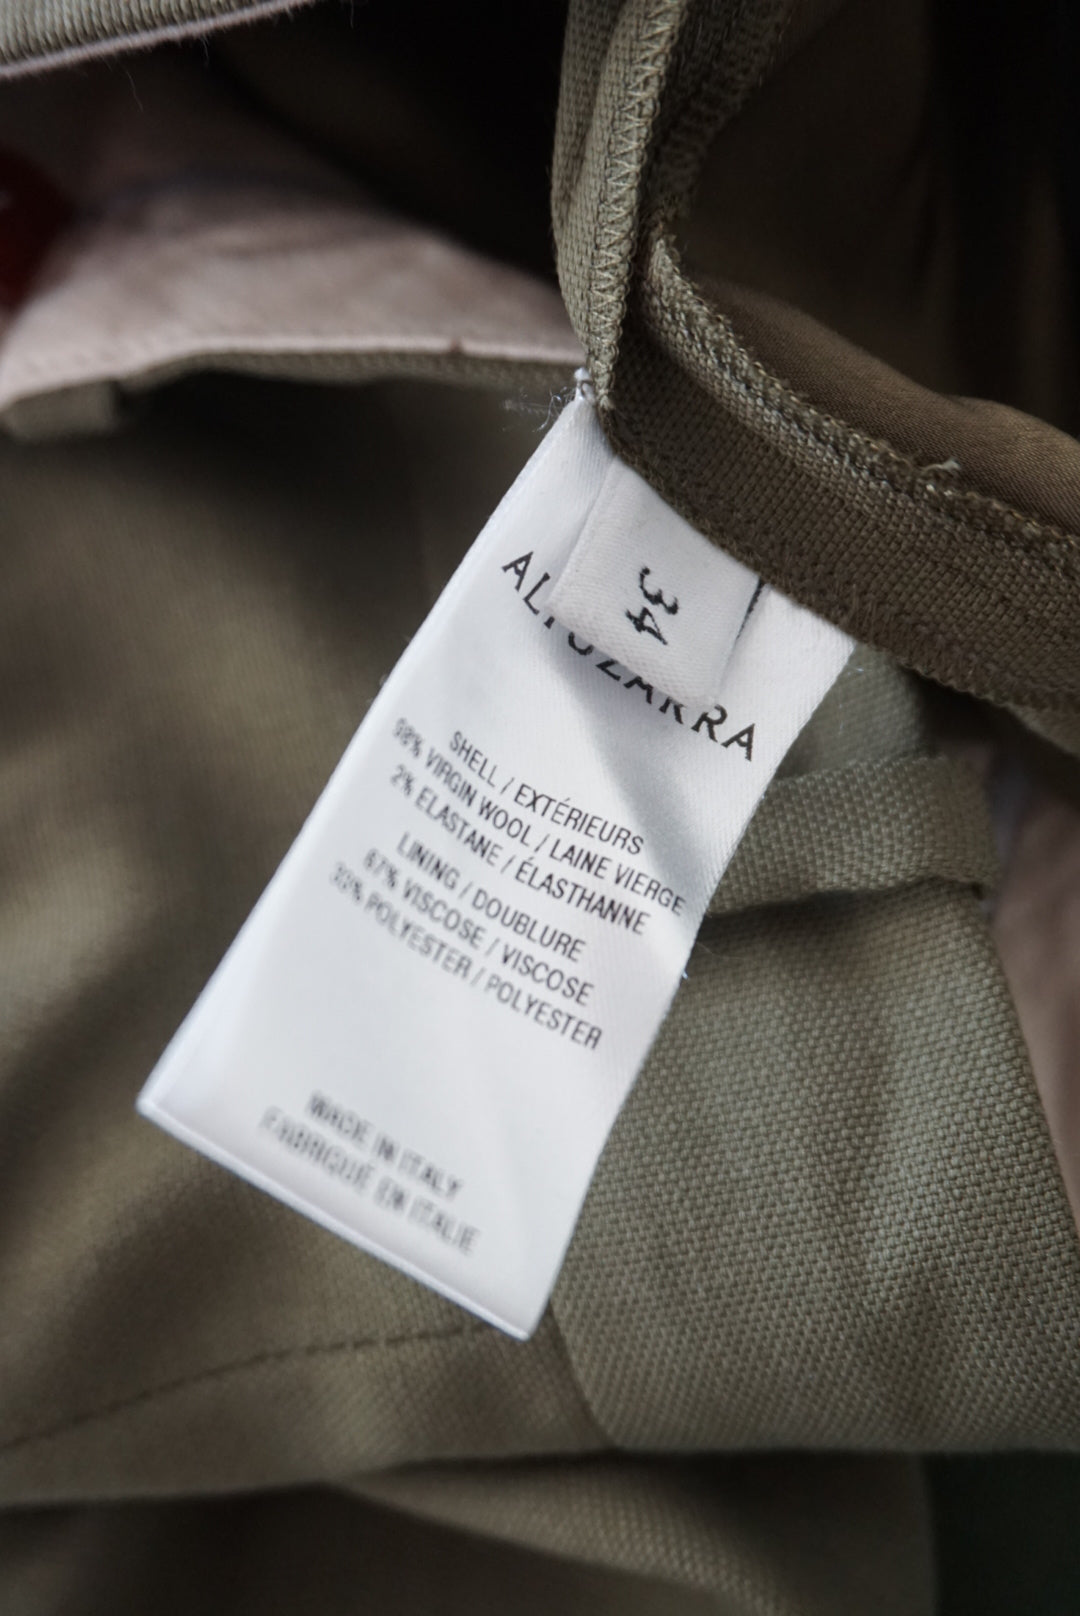 34
ALTUZARRA
SHELL / EXTÉRIEURS
98% VIRGIN WOOL / LAINE VIERGE
2% ELASTANE / ÉLASTHANNE
LINING / DOUBLURE
67% VISCOSE / VISCOSE
33% POLYESTER / POLYESTER
MADE IN ITALY
FABRIQUÉ EN ITALIE